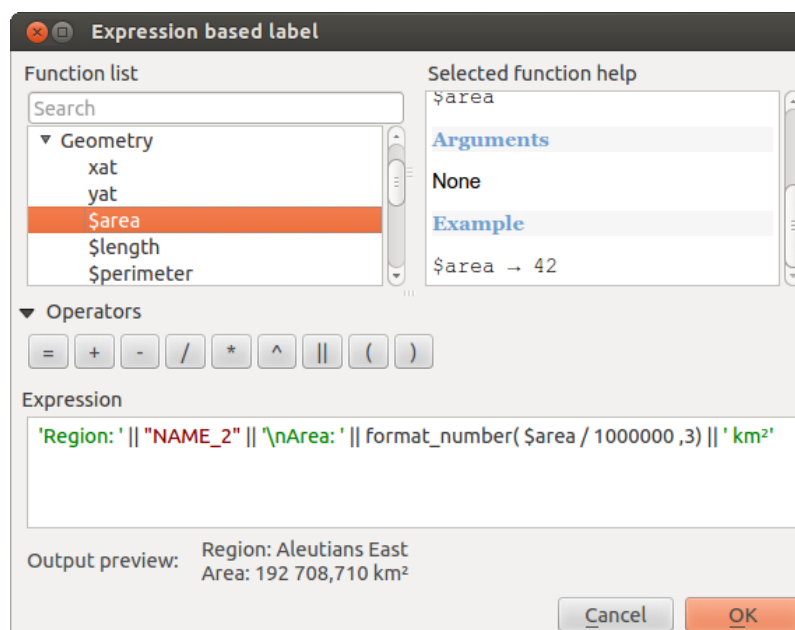 Expression based label
Function list
Search
Geometry
xat
yat
$area
$length
$perimeter
Selected function help
$area
Arguments
None
Example
$area → 42
Operators
= + - / * ^ || ( )
Expression
'Region: ' || "NAME_2" || '\nArea: ' || format_number( $area / 1000000 ,3) || ' km²'
Output preview:
Region: Aleutians East
Area: 192 708,710 km²
Cancel
OK